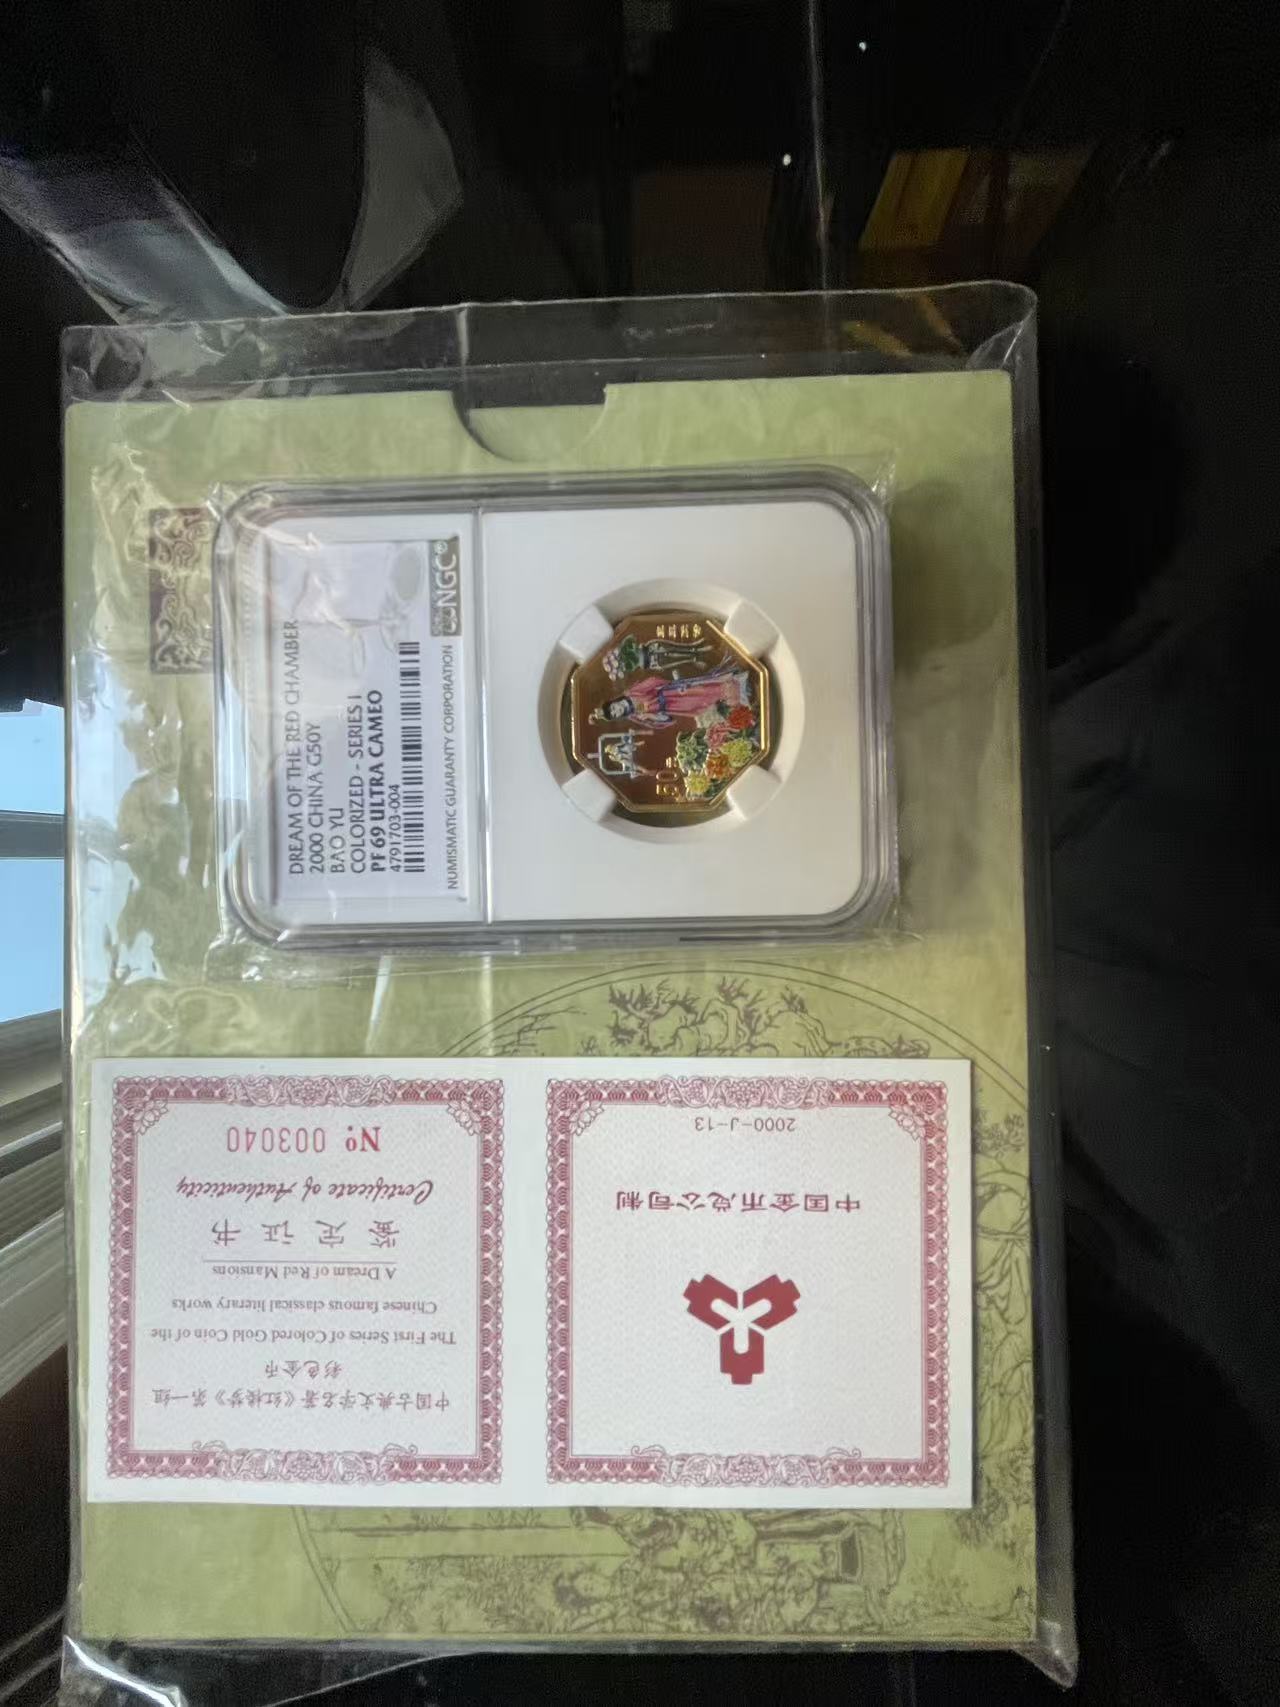 DREAM OF THE RED CHAMBER
2000 CHINA G50Y
BAO YU
COLORIZED - SERIES I
PF 69 ULTRA CAMEO
4791703-004
NGC®
NUMISMATIC GUARANTY CORPORATION
50元
中国古典文学名著《红楼梦》第一组
彩色金币
The First Series of Colored Gold Coin of the
Chinese famous classical literary works
A Dream of Red Mansions
鉴定证书
Certificate of Authenticity
№ 003040
中国金币总公司制
2000-J-13